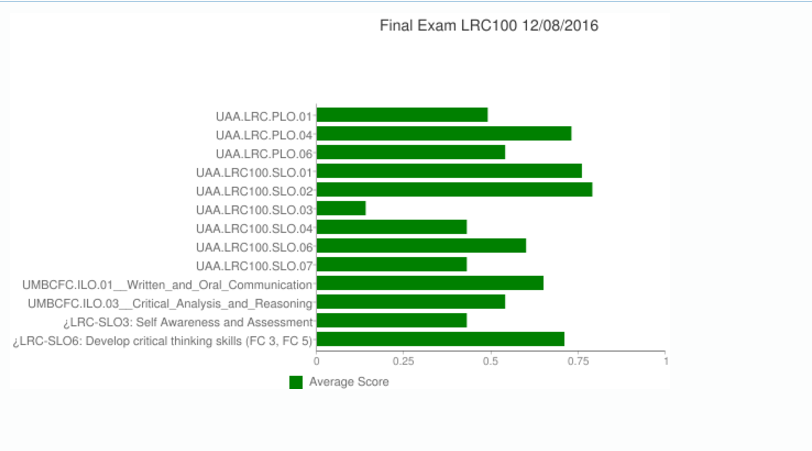 Final Exam LRC100 12/08/2016
UAA.LRC.PLO.01
UAA.LRC.PLO.04
UAA.LRC.PLO.06
UAA.LRC100.SLO.01
UAA.LRC100.SLO.02
UAA.LRC100.SLO.03
UAA.LRC100.SLO.04
UAA.LRC100.SLO.06
UAA.LRC100.SLO.07
UMBCFC.ILO.01__Written_and_Oral_Communication
UMBCFC.ILO.03__Critical_Analysis_and_Reasoning
¿LRC-SLO3: Self Awareness and Assessment
¿LRC-SLO6: Develop critical thinking skills (FC 3, FC 5)
0 0.25 0.5 0.75 1
Average Score